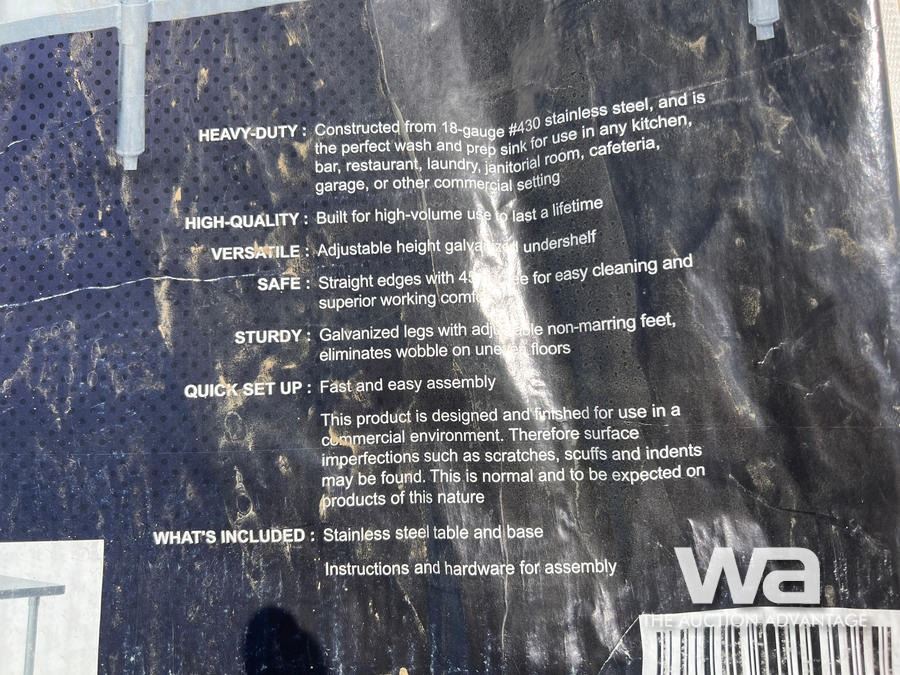 HEAVY-DUTY : Constructed from 18-gauge #430 stainless steel, and is
the perfect wash and prep sink for use in any kitchen,
bar, restaurant, laundry, janitorial room, cafeteria,
garage, or other commercial setting
HIGH-QUALITY : Built for high-volume use to last a lifetime
VERSATILE : Adjustable height galvanized undershelf
SAFE : Straight edges with for easy cleaning and
superior working
STURDY : Galvanized legs with adjustable non-marring feet,
eliminates wobble on uneven floors
QUICK SET UP : Fast and easy assembly
This product is designed and finished for use in a
commercial environment. Therefore surface
imperfections such as scratches, scuffs and indents
may be found. This is normal and to be expected on
products of this nature
WHAT'S INCLUDED : Stainless steel table and base
Instructions and hardware for assembly
wa
THE AUCTION ADVANTAGE